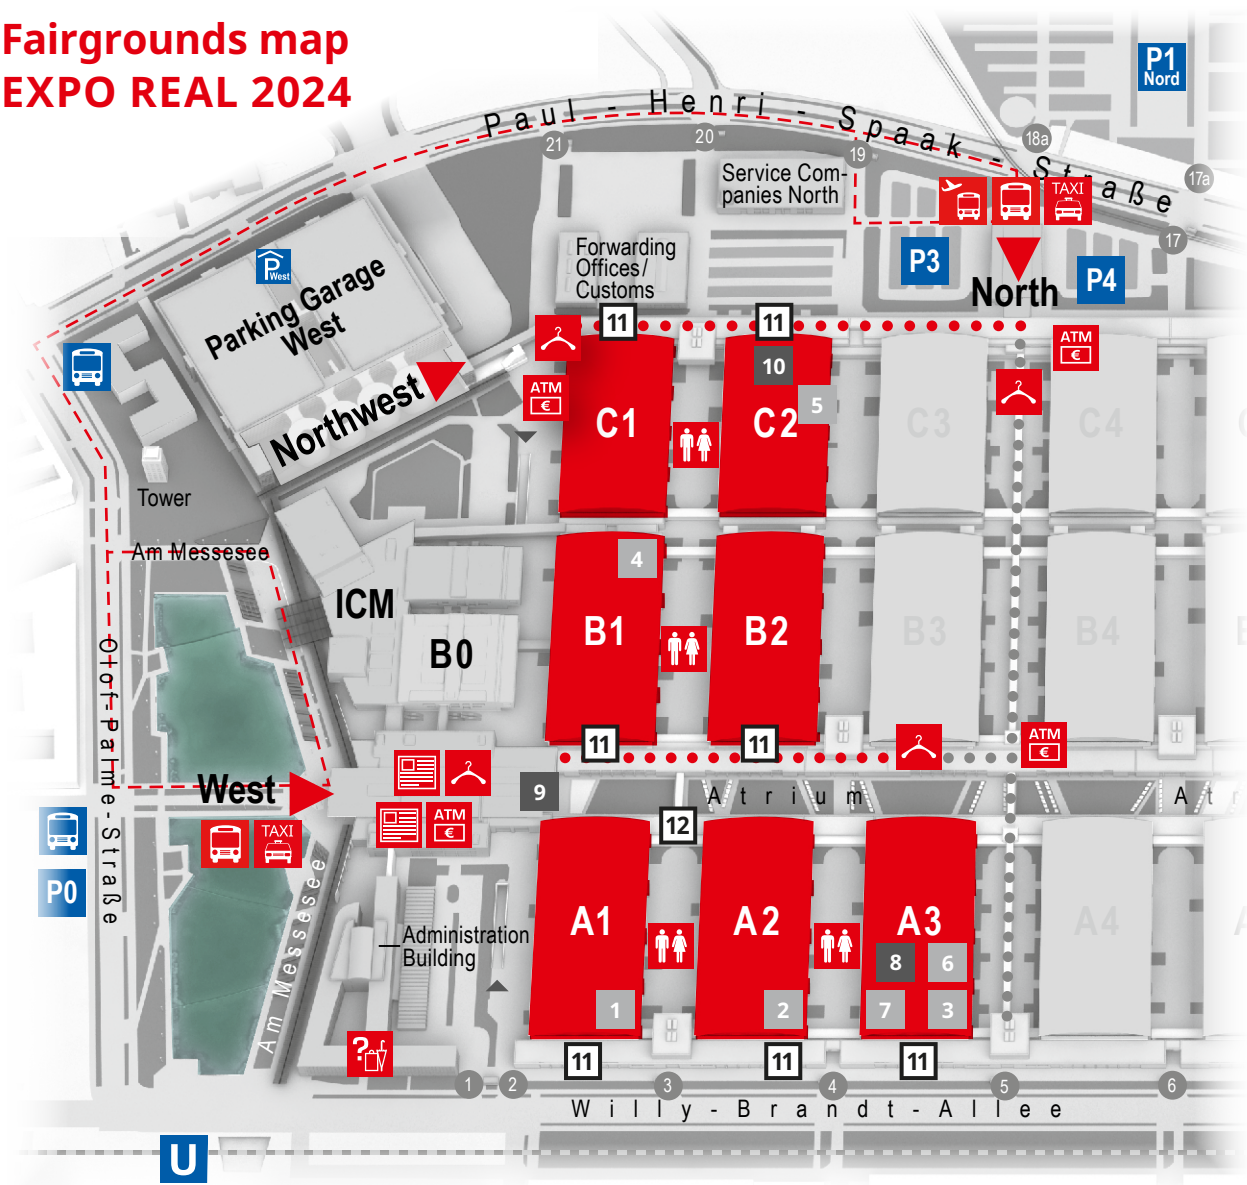 Fairgrounds map
EXPO REAL 2024
P1
Nord
Paul - Henri - Spaak - Straße
21
20
19
18a
17a
17
Service Com-
panies North
TAXI
P3
P4
North
Forwarding
Offices/
Customs
P
West
Parking Garage
West
Northwest
11
11
ATM
€
ATM
€
10
5
C1
C2
C3
C4
Tower
Am Messesee
ICM
B0
4
B1
B2
B3
B4
Olof-Palme-Straße
11
11
ATM
€
West
9
Atrium
At
12
ATM
€
TAXI
P0
Am Messesee
Administration
Building
A1
A2
A3
A4
8
6
1
2
7
3
?
11
11
11
1
2
3
4
5
6
Willy-Brandt-Allee
U